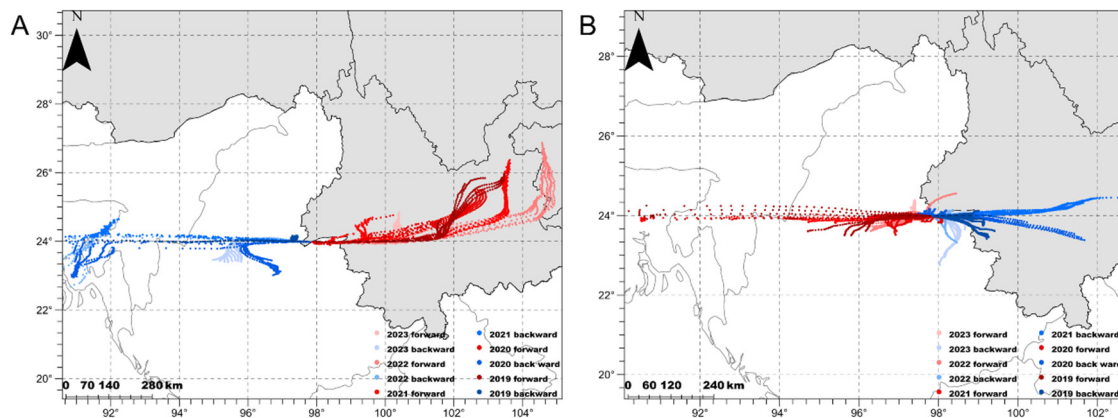 A
N
30°
28°
26°
24°
22°
20°
92°
94°
96°
98°
100°
102°
104°
2023 forward
2023 backward
2022 forward
2022 backward
2021 forward
2021 backward
2020 forward
2020 back ward
2019 forward
2019 backward
0 70 140 280 km
B
N
28°
26°
24°
22°
20°
92°
94°
96°
98°
100°
2023 forward
2023 backward
2022 forward
2022 backward
2021 forward
2021 backward
2020 forward
2020 back ward
2019 forward
2019 backward
0 60 120 240 km